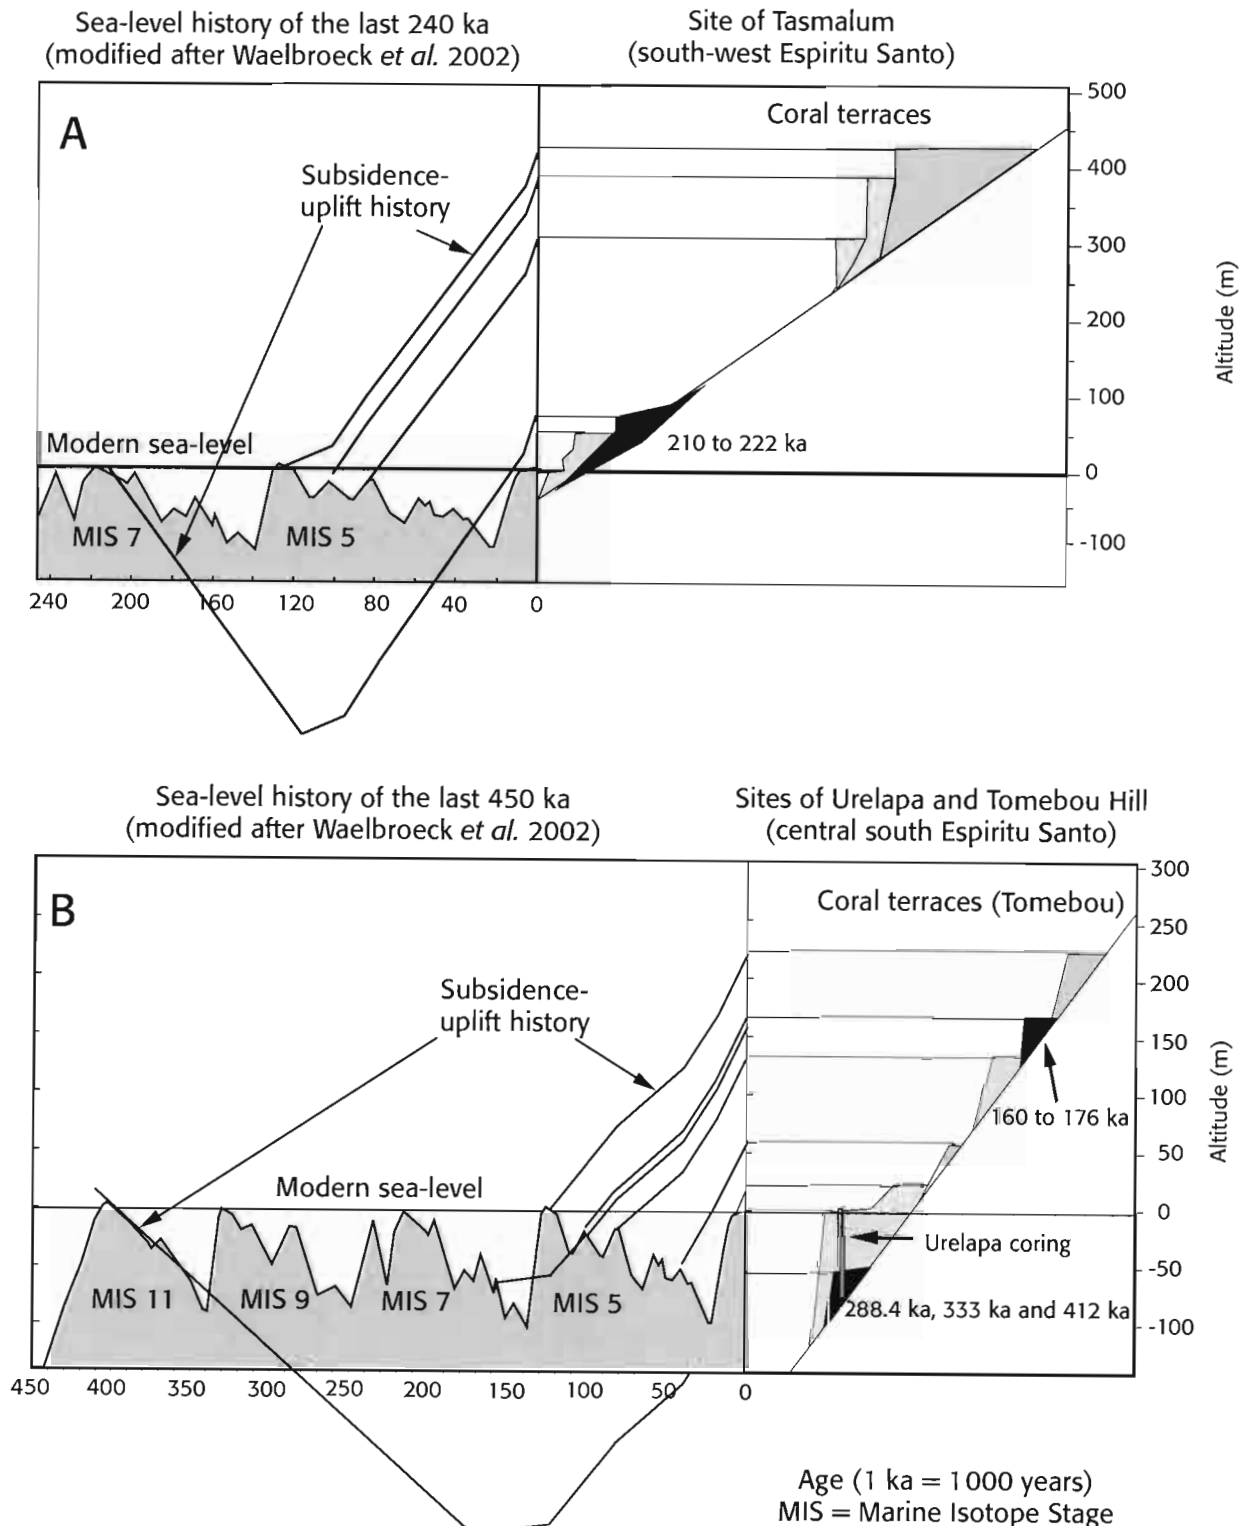 Sea-level history of the last 240 ka
(modified after Waelbroeck et al. 2002)
Site of Tasmalum
(south-west Espiritu Santo)
A
Coral terraces
Subsidence-
uplift history
500
400
300
200
100
0
-100
Altitude (m)
Modern sea-level
210 to 222 ka
MIS 7
MIS 5
240 200 160 120 80 40 0
Sea-level history of the last 450 ka
(modified after Waelbroeck et al. 2002)
Sites of Urelapa and Tomebou Hill
(central south Espiritu Santo)
B
Coral terraces (Tomebou)
Subsidence-
uplift history
300
250
200
150
100
50
0
-50
-100
Altitude (m)
160 to 176 ka
Modern sea-level
Urelapa coring
MIS 11
MIS 9
MIS 7
MIS 5
288.4 ka, 333 ka and 412 ka
450 400 350 300 250 200 150 100 50 0
Age (1 ka = 1000 years)
MIS = Marine Isotope Stage